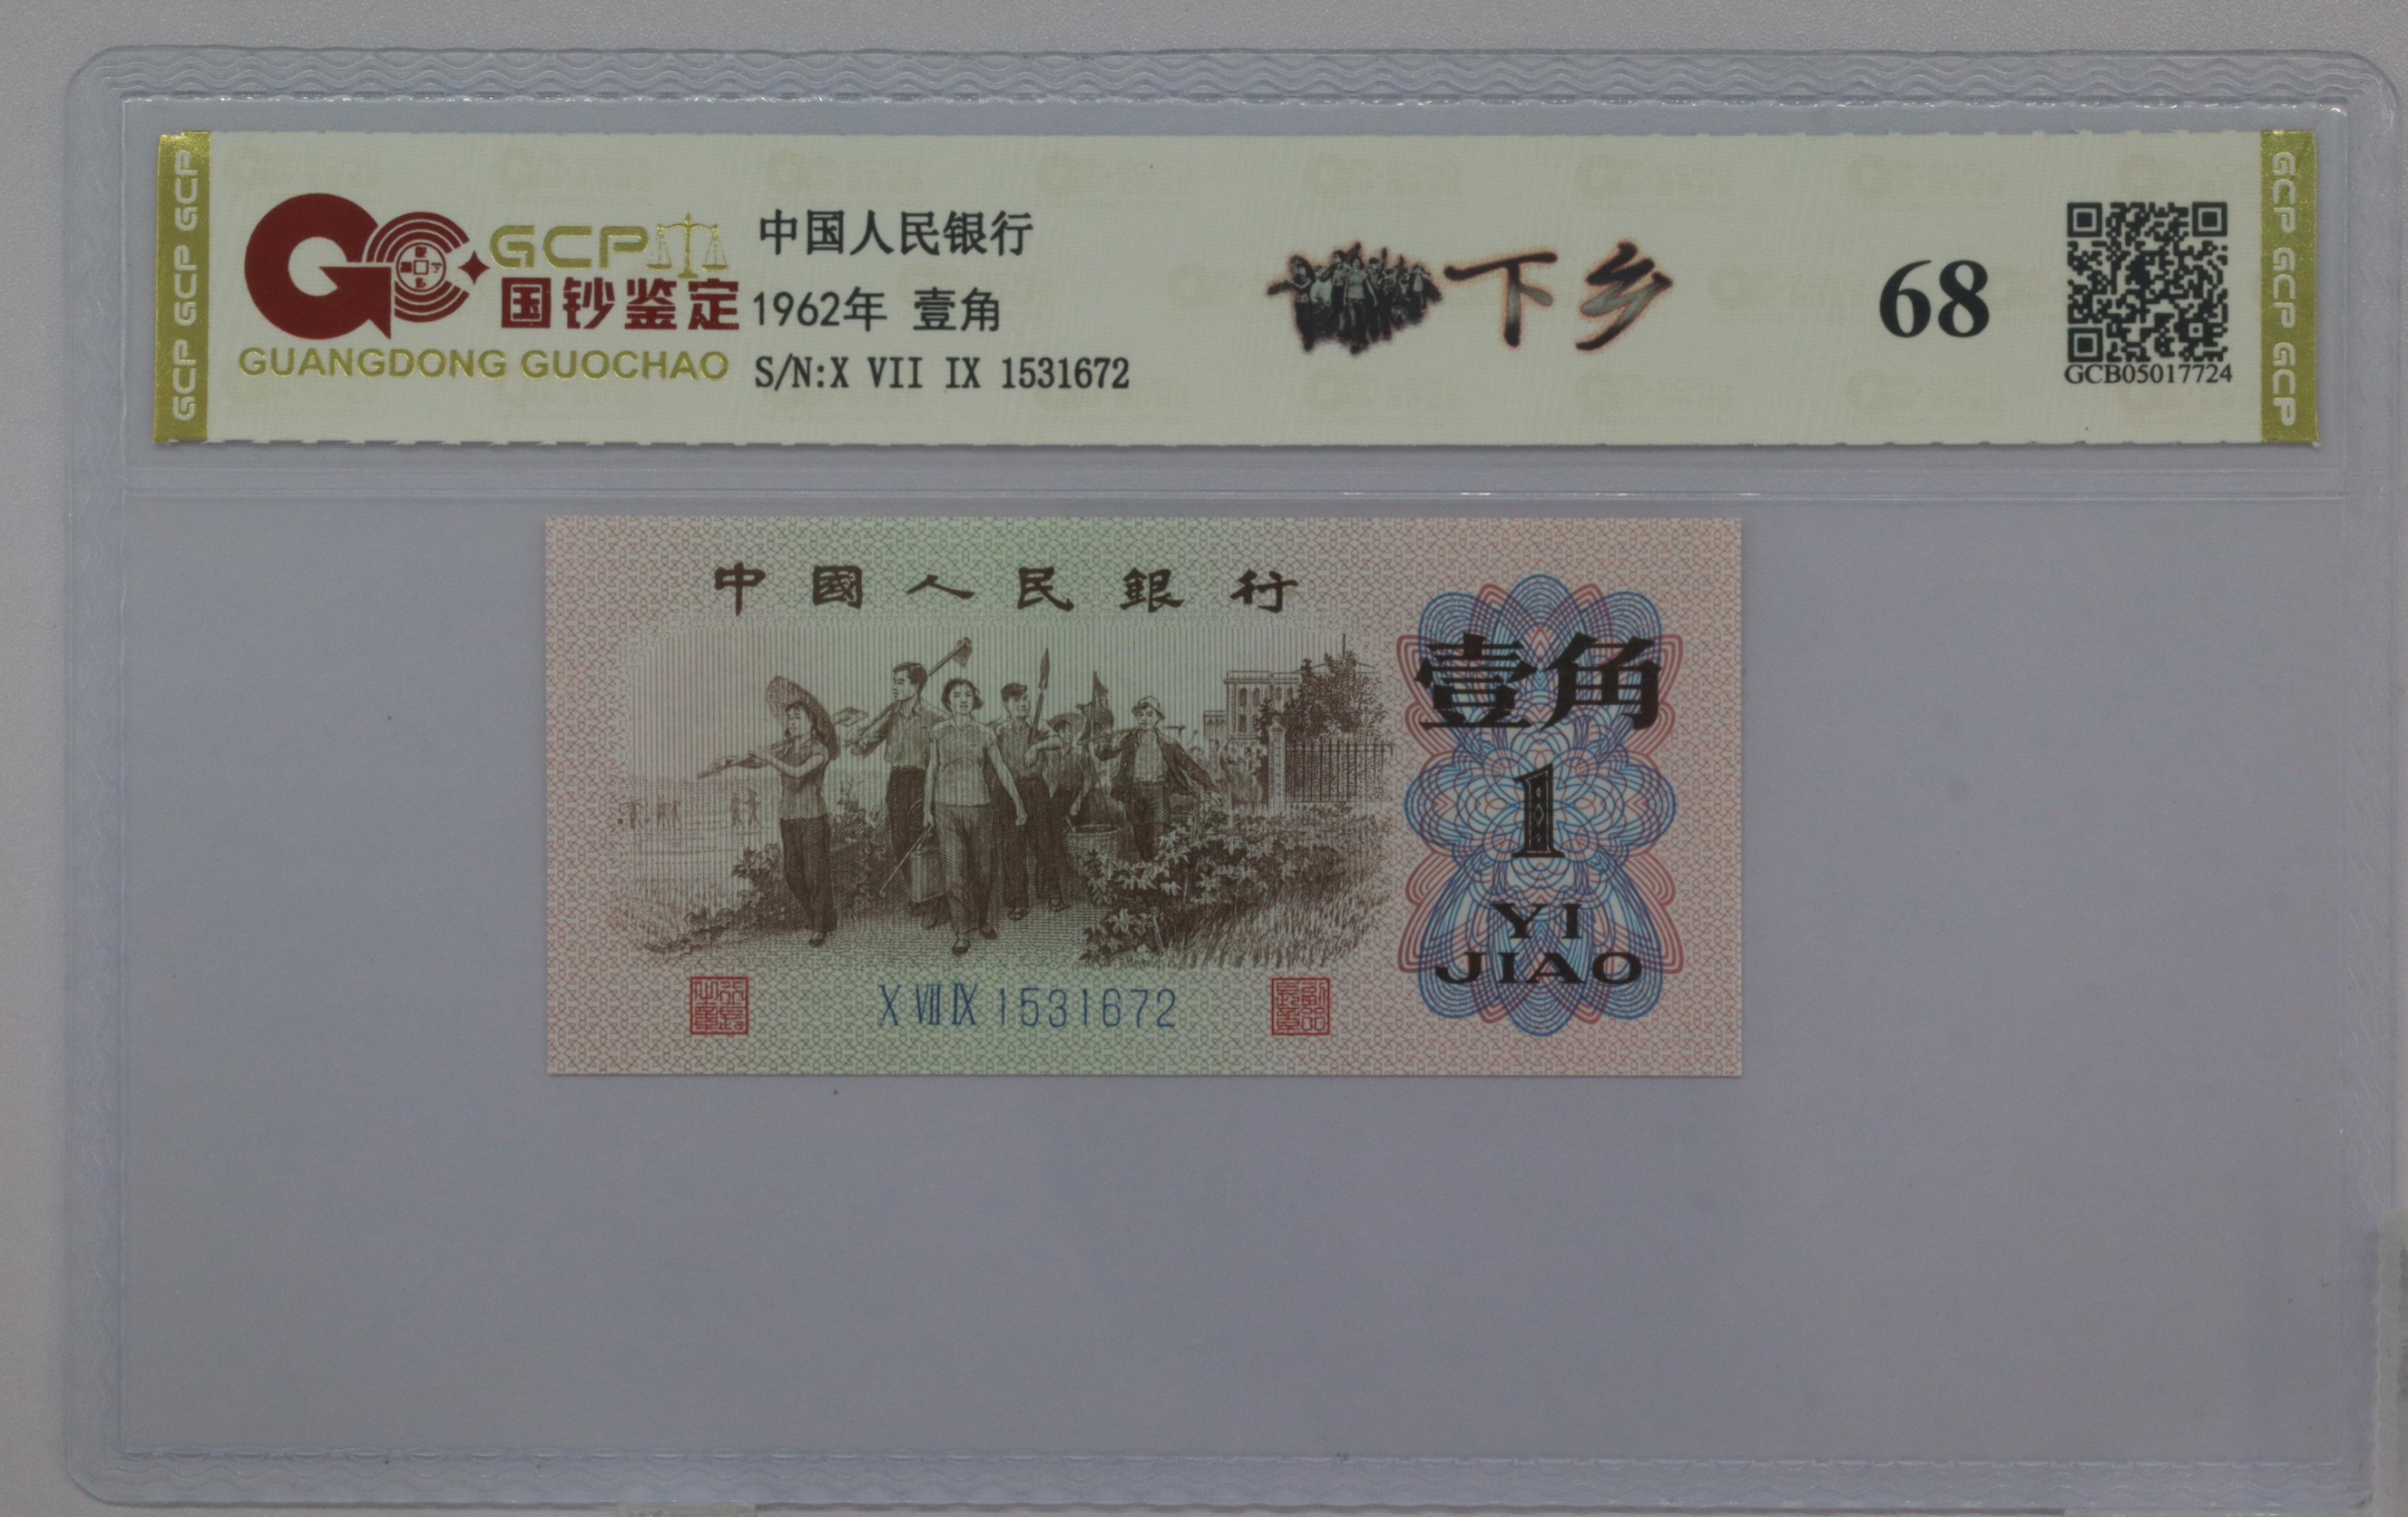 GCP GCP GCP
GCP
国钞鉴定
GUANGDONG GUOCHAO
中国人民银行
1962年 壹角
S/N:X VII IX 1531672
下乡
68
GCB05017724
GCP GCP GCP
中國人民銀行
壹角
1
YI
JIAO
X VII IX 1531672